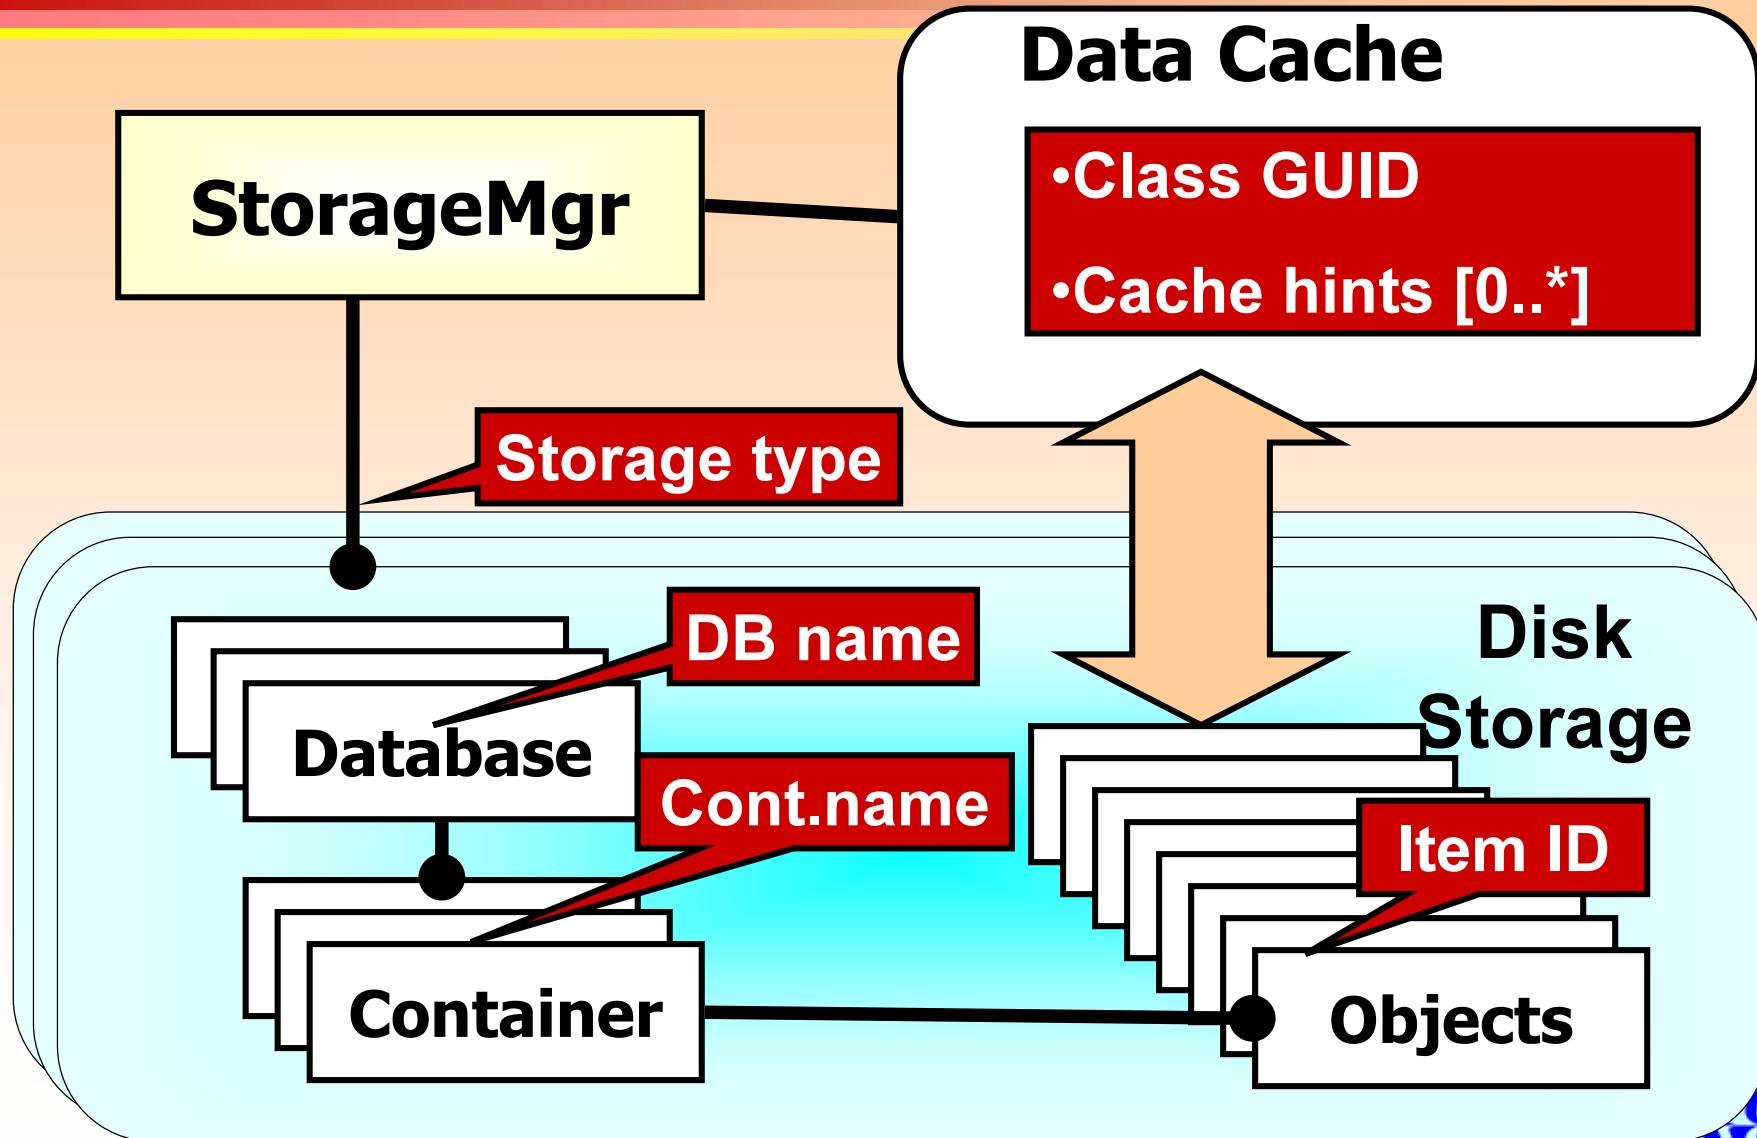 Data Cache
•Class GUID
•Cache hints [0..*]
StorageMgr
Storage type
DB name
Disk
Storage
Database
Cont.name
Item ID
Container
Objects